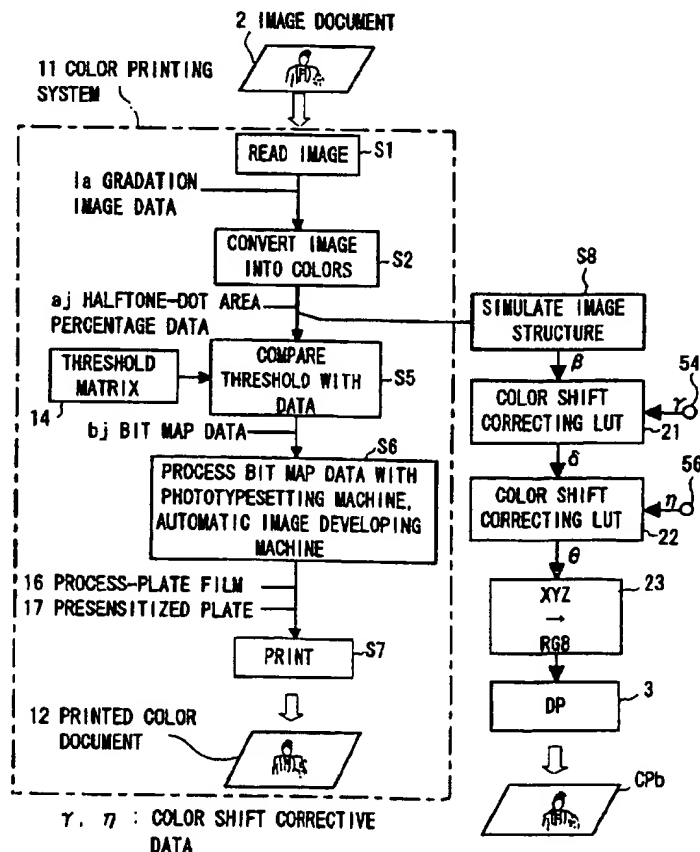 2 IMAGE DOCUMENT
11 COLOR PRINTING
SYSTEM
READ IMAGE
S1
Ia GRADATION
IMAGE DATA
CONVERT IMAGE
INTO COLORS
S2
aj HALFTONE-DOT AREA
PERCENTAGE DATA
THRESHOLD
MATRIX
14
COMPARE
THRESHOLD WITH
DATA
S5
bj BIT MAP DATA
S6
PROCESS BIT MAP DATA WITH
PHOTOTYPESETTING MACHINE,
AUTOMATIC IMAGE DEVELOPING
MACHINE
16 PROCESS-PLATE FILM
17 PRESENSITIZED PLATE
PRINT
S7
12 PRINTED COLOR
DOCUMENT
S8
SIMULATE IMAGE
STRUCTURE
β
54
COLOR SHIFT
CORRECTING LUT
γ
21
δ
56
COLOR SHIFT
CORRECTING LUT
η
22
θ
23
XYZ
→
RGB
DP
3
CPb
γ, η : COLOR SHIFT CORRECTIVE
DATA